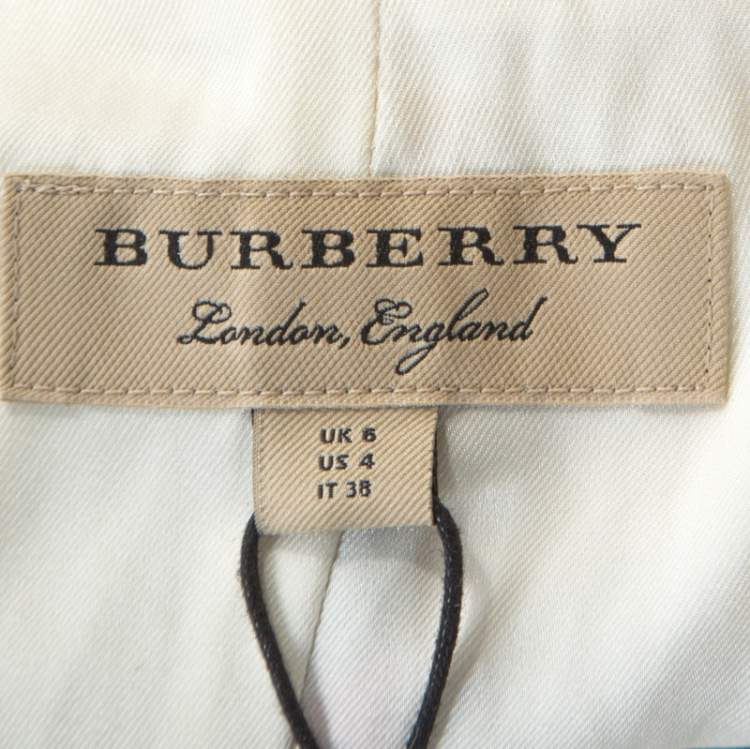 BURBERRY
London, England
UK 6
US 4
IT 38